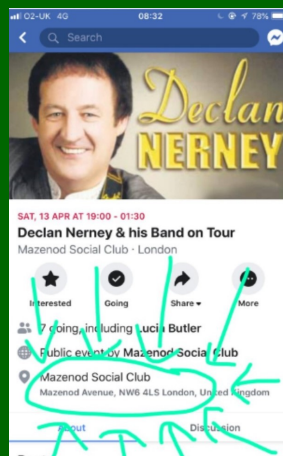 O2-UK 4G 08:32 78%
Search
Declan
NERNEY
SAT, 13 APR AT 19:00 - 01:30
Declan Nerney & his Band on Tour
Mazenod Social Club · London
Interested Going Share More
7 going, including Lucia Butler
Public event by Mazenod Social Club
Mazenod Social Club
Mazenod Avenue, NW6 4LS London, United Kingdom
About Discussion